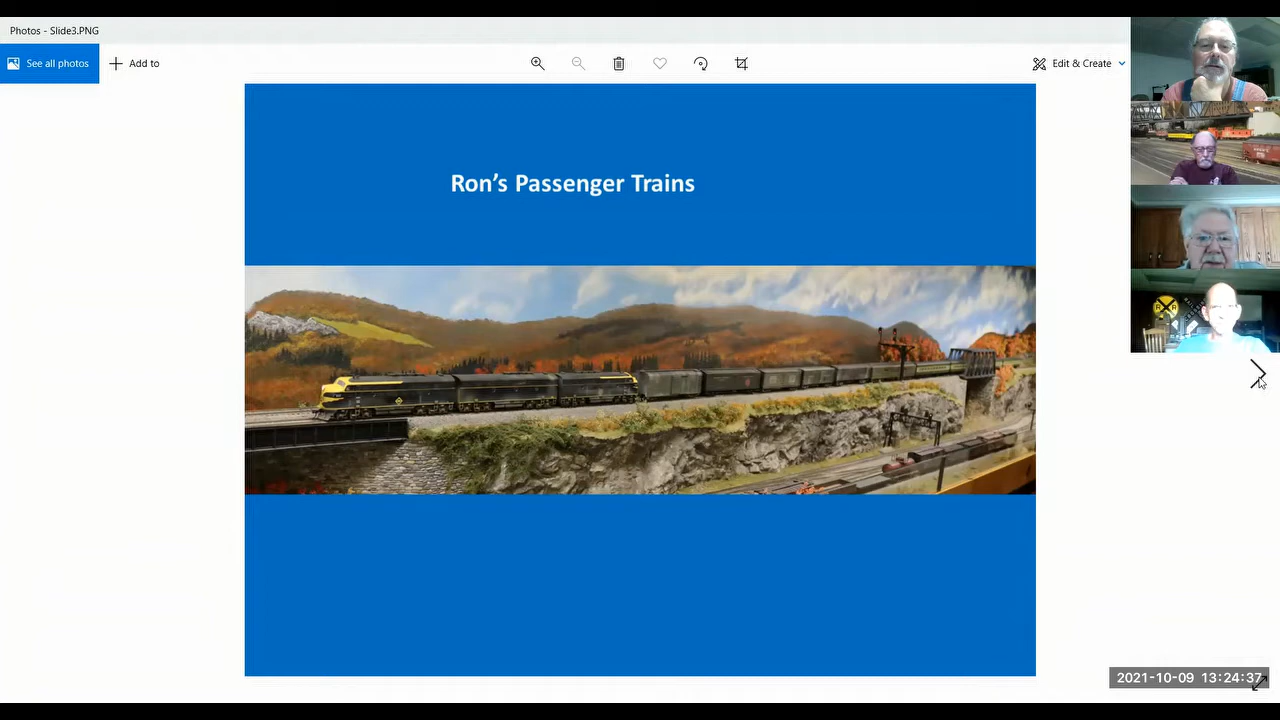 Photos - Slide3.PNG
See all photos
Add to
Edit & Create
Ron's Passenger Trains
2021-10-09 13:24:37